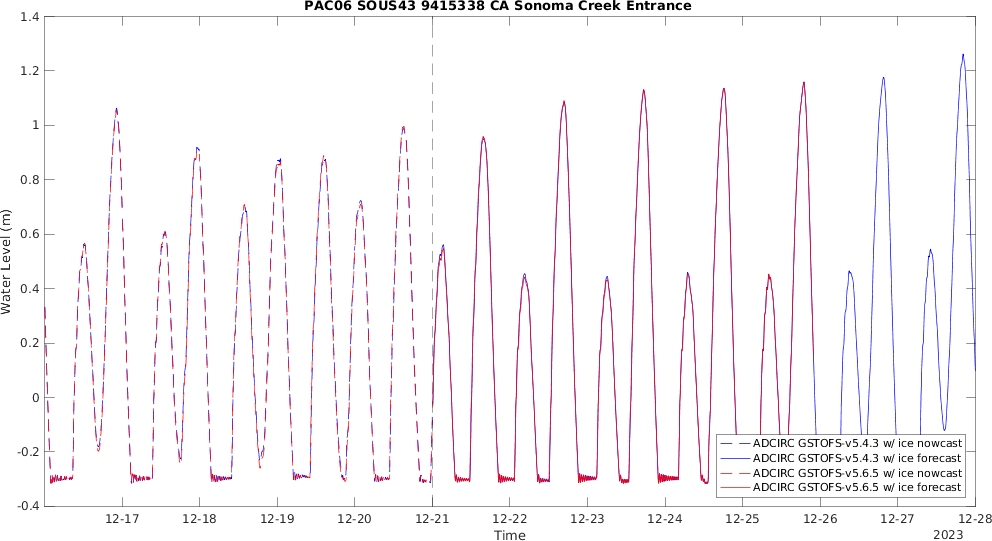 PAC06 SOUS43 9415338 CA Sonoma Creek Entrance
Water Level (m)
1.4
1.2
1
0.8
0.6
0.4
0.2
0
-0.2
-0.4
ADCIRC GSTOFS-v5.4.3 w/ ice nowcast
ADCIRC GSTOFS-v5.4.3 w/ ice forecast
ADCIRC GSTOFS-v5.6.5 w/ ice nowcast
ADCIRC GSTOFS-v5.6.5 w/ ice forecast
12-17 12-18 12-19 12-20 12-21 12-22 12-23 12-24 12-25 12-26 12-27 12-28
Time
2023